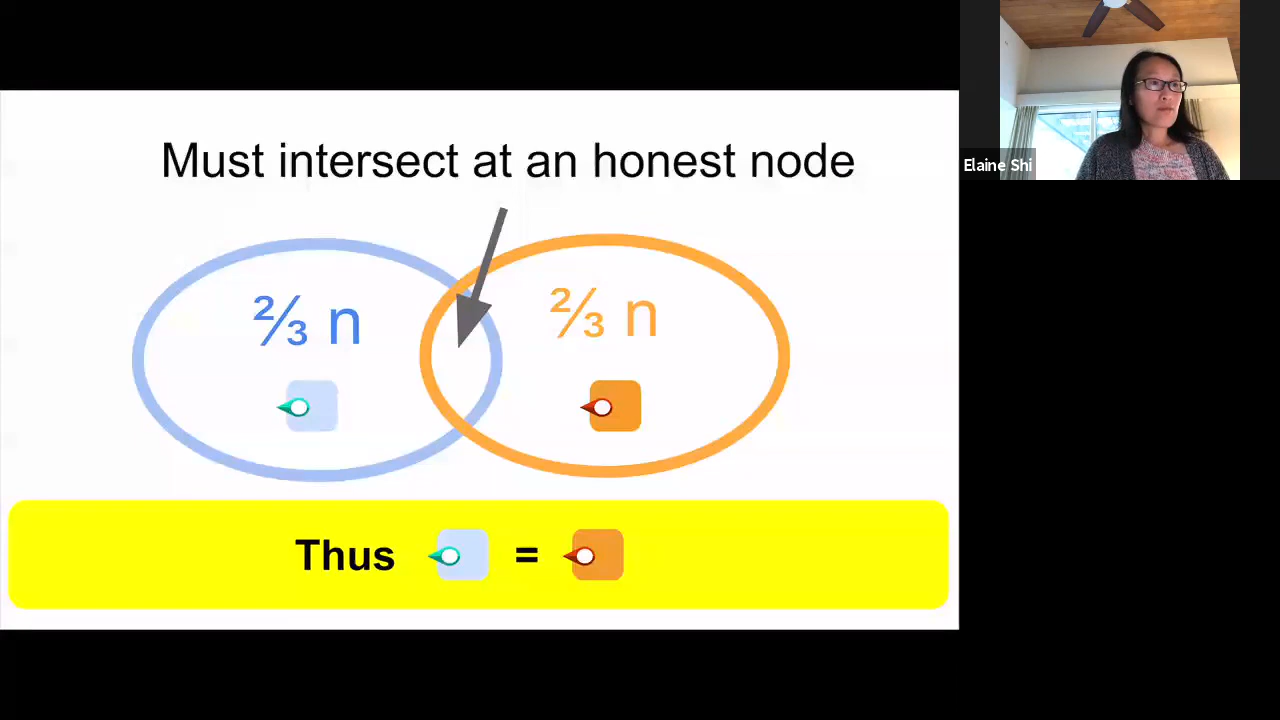 Must intersect at an honest node
⅔ n
⅔ n
Thus =
Elaine Shi